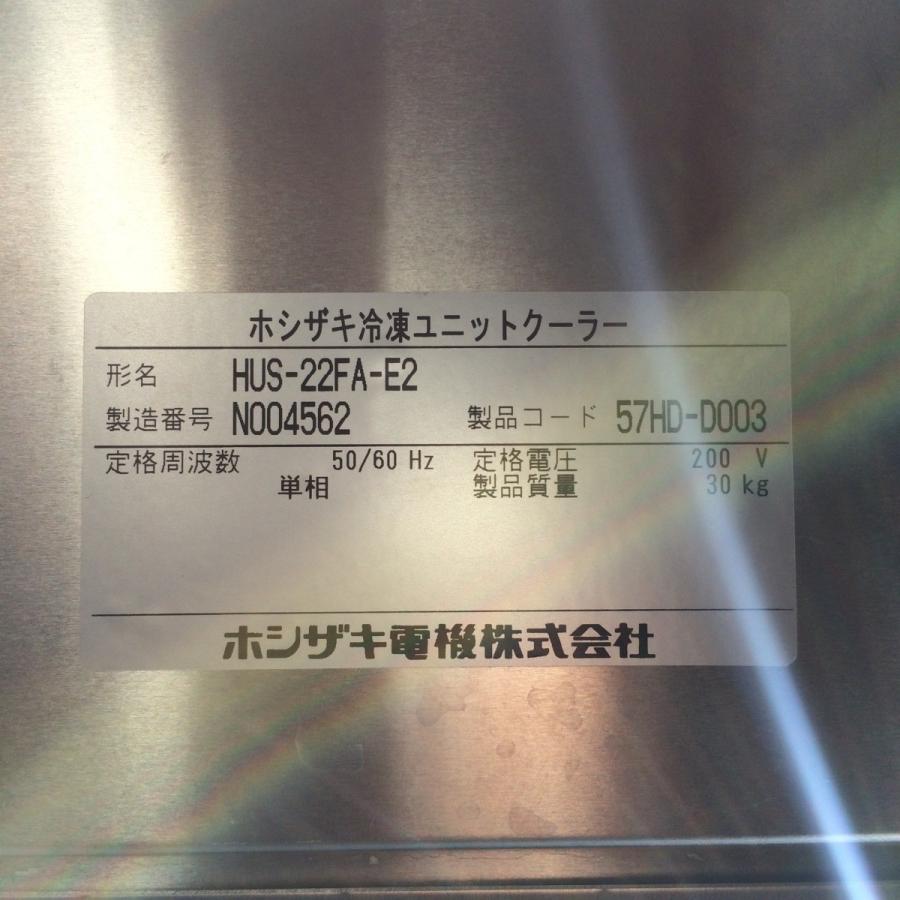 ホシザキ冷凍ユニットクーラー
形名 HUS-22FA-E2
製造番号 N004562 製品コード 57HD-D003
定格周波数 50/60 Hz 定格電圧 200 V
単相 製品質量 30 kg
ホシザキ電機株式会社